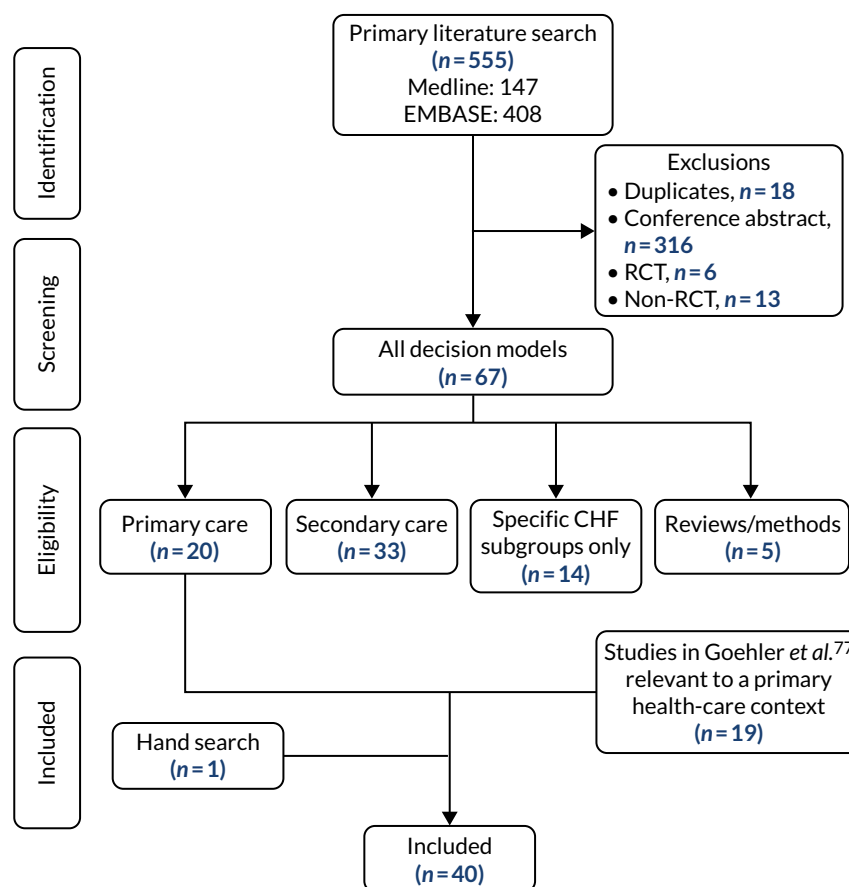 Identification
Primary literature search
(n=555)
Medline: 147
EMBASE: 408
Exclusions
• Duplicates, n=18
• Conference abstract,
n=316
• RCT, n=6
• Non-RCT, n=13
Screening
All decision models
(n=67)
Eligibility
Primary care
(n=20)
Secondary care
(n=33)
Specific CHF
subgroups only
(n=14)
Reviews/methods
(n=5)
Included
Studies in Goehler et al.77
relevant to a primary
health-care context
(n=19)
Hand search
(n=1)
Included
(n=40)